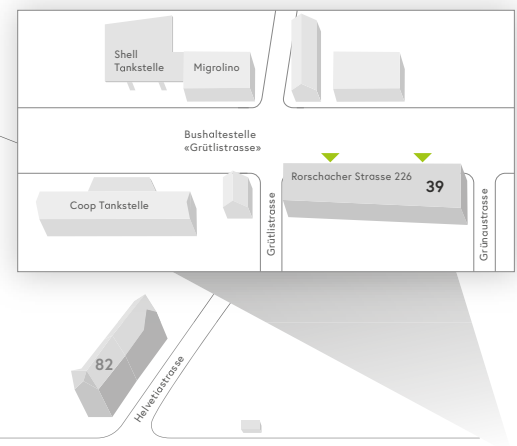 Shell
Tankstelle
Migrolino
Bushaltestelle
«Grütlistrasse»
Rorschacher Strasse 226
39
Coop Tankstelle
Grütlistrasse
Grünaustrasse
82
Helvetiastrasse